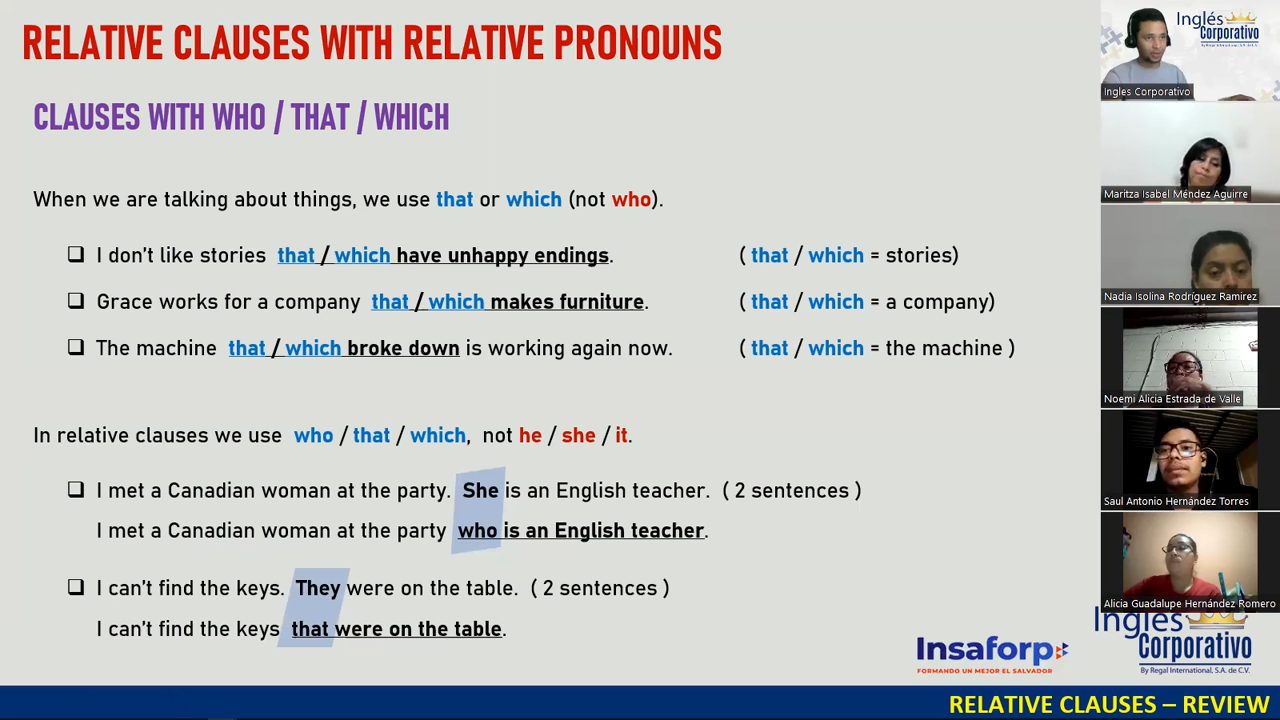 RELATIVE CLAUSES WITH RELATIVE PRONOUNS
CLAUSES WITH WHO / THAT / WHICH
When we are talking about things, we use that or which (not who).
I don't like stories that / which have unhappy endings. ( that / which = stories)
Grace works for a company that / which makes furniture. ( that / which = a company)
The machine that / which broke down is working again now. ( that / which = the machine )
In relative clauses we use who / that / which, not he / she / it.
I met a Canadian woman at the party. She is an English teacher. ( 2 sentences )
I met a Canadian woman at the party who is an English teacher.
I can't find the keys. They were on the table. ( 2 sentences )
I can't find the keys that were on the table.
Insaforp
FORMANDO UN MEJOR EL SALVADOR
Inglés
Corporativo
By Regal International, S.A. de C.V.
RELATIVE CLAUSES – REVIEW
Inglés
Corporativo
By Regal International, S.A. de C.V.
Ingles Corporativo
Maritza Isabel Méndez Aguirre
Nadia Isolina Rodríguez Ramirez
Noemi Alicia Estrada de Valle
Saul Antonio Hernández Torres
Alicia Guadalupe Hernández Romero